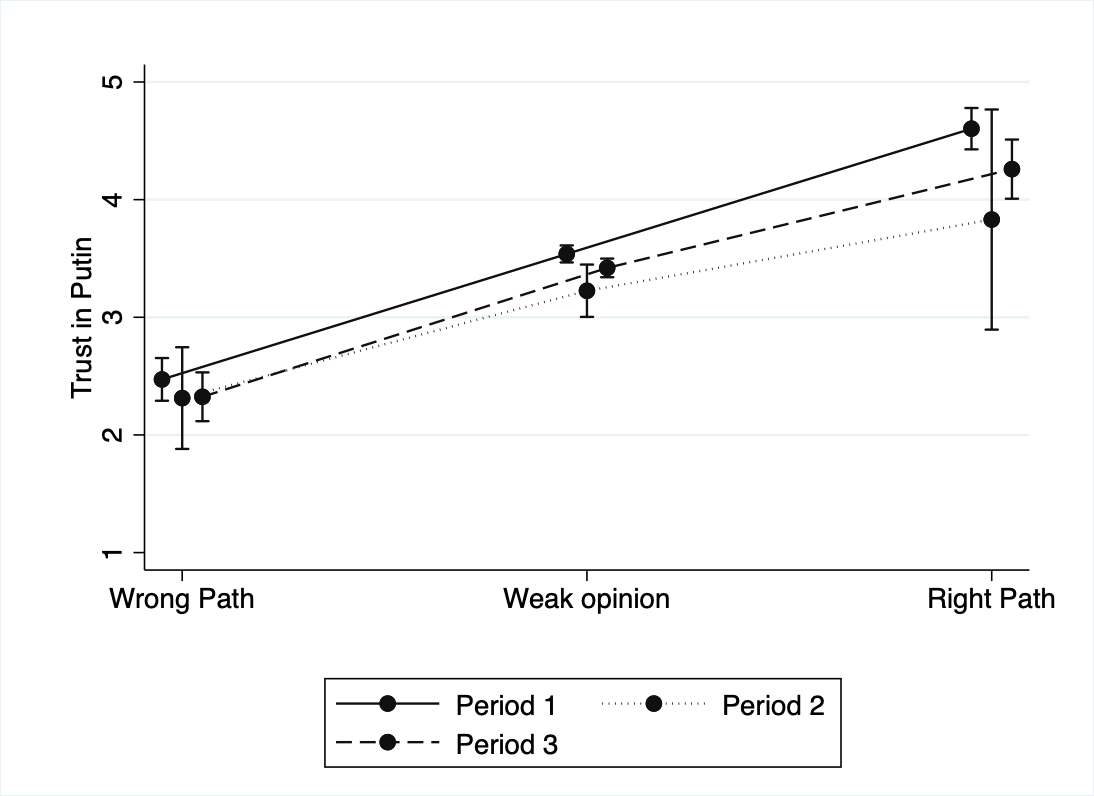 5
4
3
2
1
Trust in Putin
Wrong Path
Weak opinion
Right Path
Period 1
Period 2
Period 3